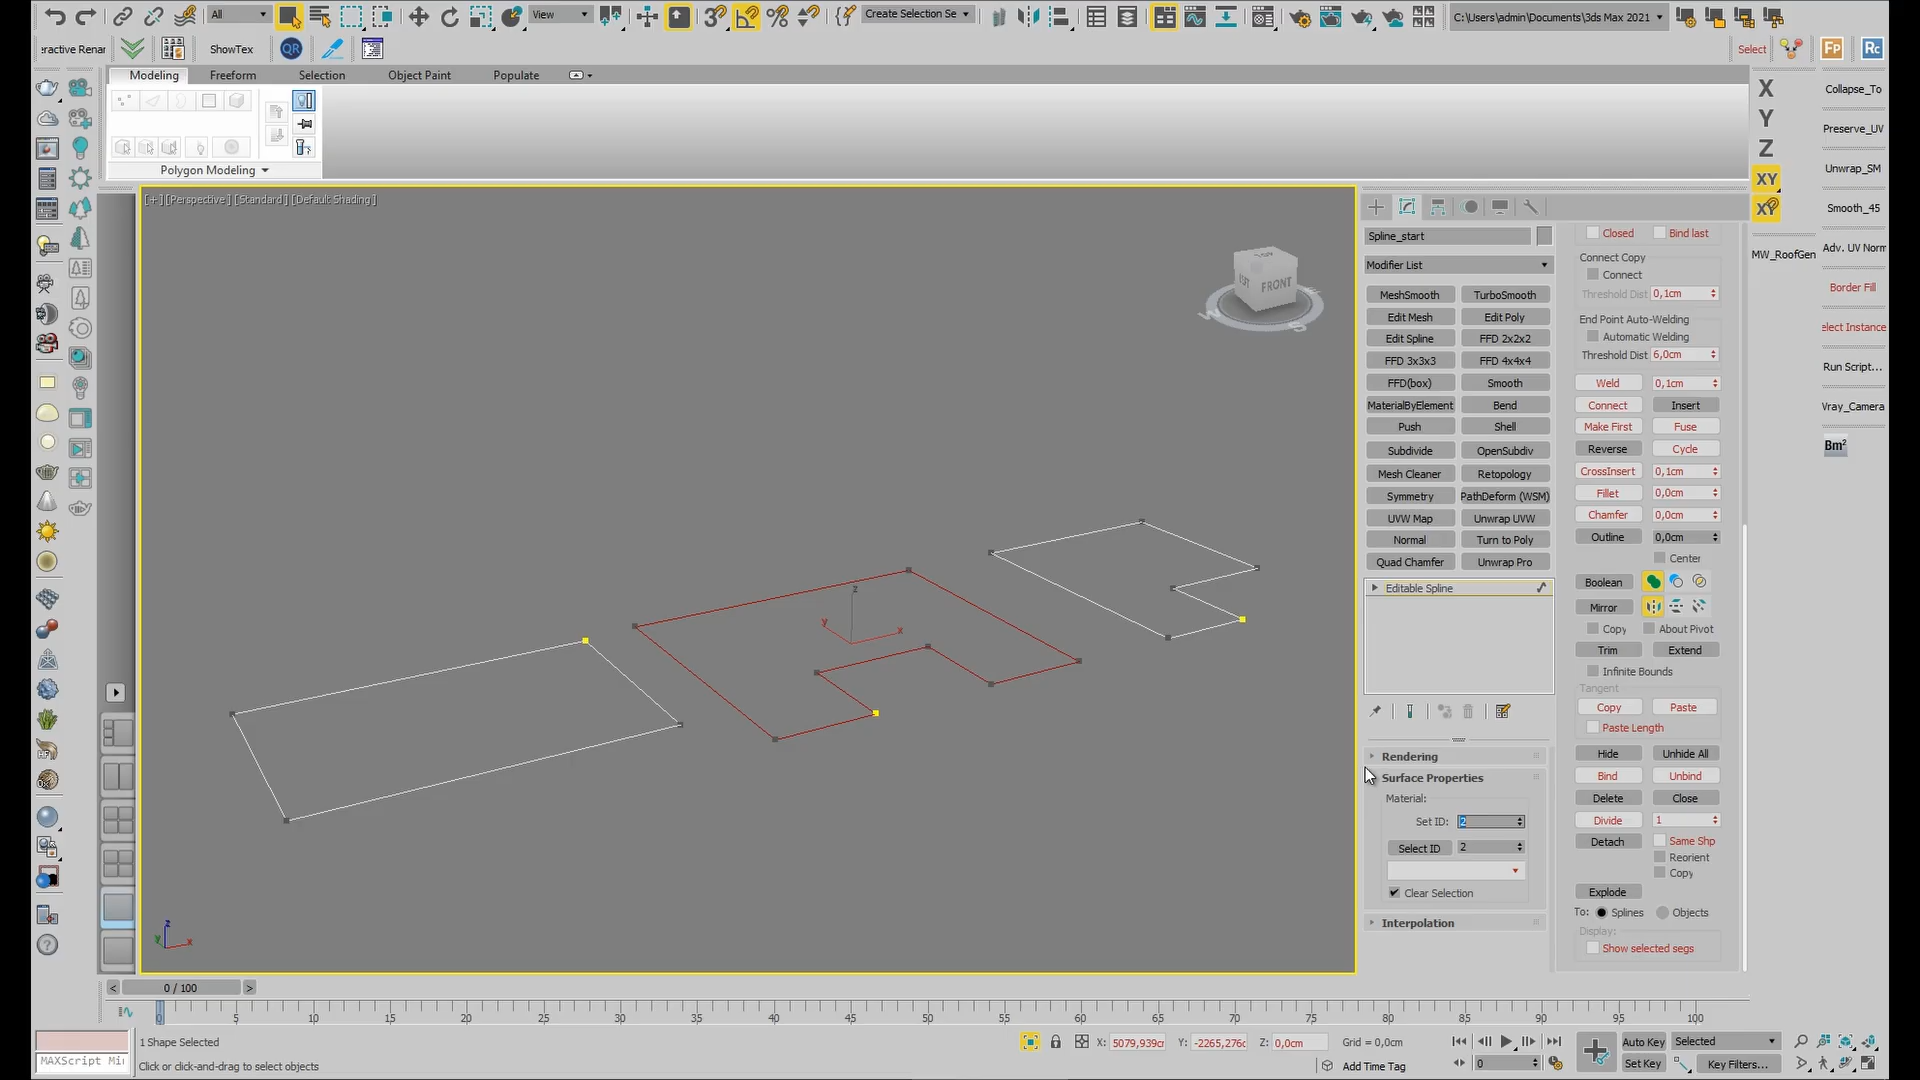 All
View
Create Selection Se
C:\Users\admin\Documents\3ds Max 2021
eractive Renar
ShowTex
QR
Select
Fp
Rc
Modeling
Freeform
Selection
Object Paint
Populate
Polygon Modeling
[+] [Perspective] [Standard] [Default Shading]
TOP
FRONT
Spline_start
Modifier List
MeshSmooth
TurboSmooth
Edit Mesh
Edit Poly
Edit Spline
FFD 2x2x2
FFD 3x3x3
FFD 4x4x4
FFD(box)
Smooth
MaterialByElement
Bend
Push
Shell
Subdivide
OpenSubdiv
Mesh Cleaner
Retopology
Symmetry
PathDeform (WSM)
UVW Map
Unwrap UVW
Normal
Turn to Poly
Quad Chamfer
Unwrap Pro
Editable Spline
Rendering
Surface Properties
Material:
Set ID: 2
Select ID 2
Clear Selection
Interpolation
Closed
Bind last
Connect Copy
Connect
Threshold Dist 0,1cm
End Point Auto-Welding
Automatic Welding
Threshold Dist 6,0cm
Weld 0,1cm
Connect Insert
Make First Fuse
Reverse Cycle
CrossInsert 0,1cm
Fillet 0,0cm
Chamfer 0,0cm
Outline 0,0cm
Center
Boolean
Mirror
Copy About Pivot
Trim Extend
Infinite Bounds
Tangent
Copy Paste
Paste Length
Hide Unhide All
Bind Unbind
Delete Close
Divide 1
Detach Same Shp
Reorient
Copy
Explode
To: Splines Objects
Display:
Show selected segs
X
Y
Z
XY
XY
MW_RoofGen
Collapse_To
Preserve_UV
Unwrap_SM
Smooth_45
Adv. UV Norm
Border Fill
elect Instance
Run Script...
Vray_Camera
Bm²
z
y
x
z
y
x
< 0 / 100 >
0 5 10 15 20 25 30 35 40 45 50 55 60 65 70 75 80 85 90 95 100
1 Shape Selected
X: 5079,939cr Y: -2265,276c Z: 0,0cm Grid = 0,0cm
Auto Key Selected
MAXScript Mi
Click or click-and-drag to select objects
Add Time Tag
0
Set Key Key Filters...